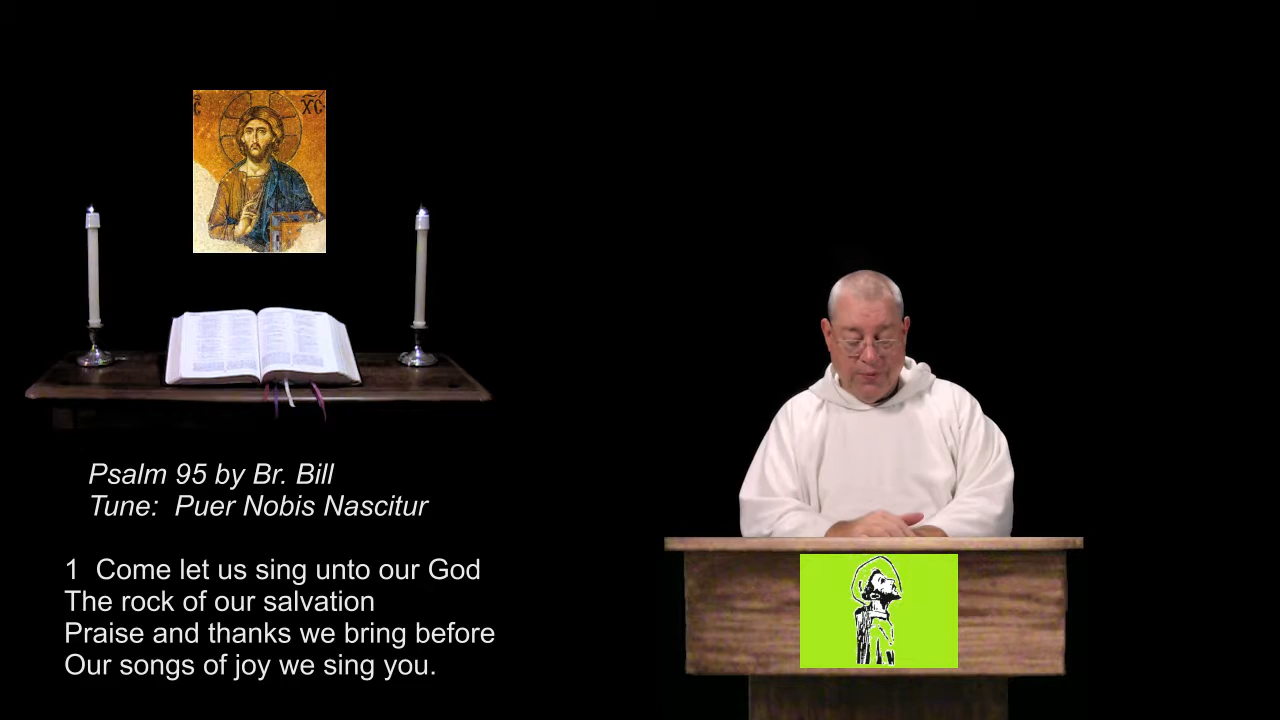 XC
Psalm 95 by Br. Bill
Tune: Puer Nobis Nascitur
1 Come let us sing unto our God
The rock of our salvation
Praise and thanks we bring before
Our songs of joy we sing you.